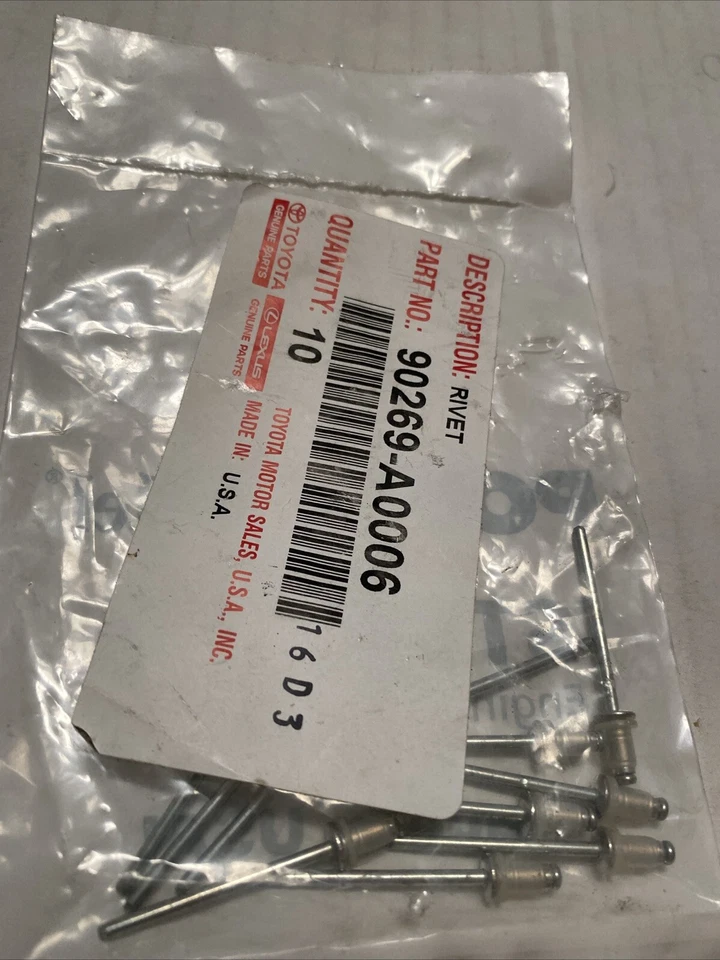 DESCRIPTION: RIVET
PART NO.: 90269-A0006
QUANTITY: 10
16D3
TOYOTA
GENUINE PARTS
LEXUS
GENUINE PARTS
TOYOTA MOTOR SALES, U.S.A., INC.
MADE IN: U.S.A.